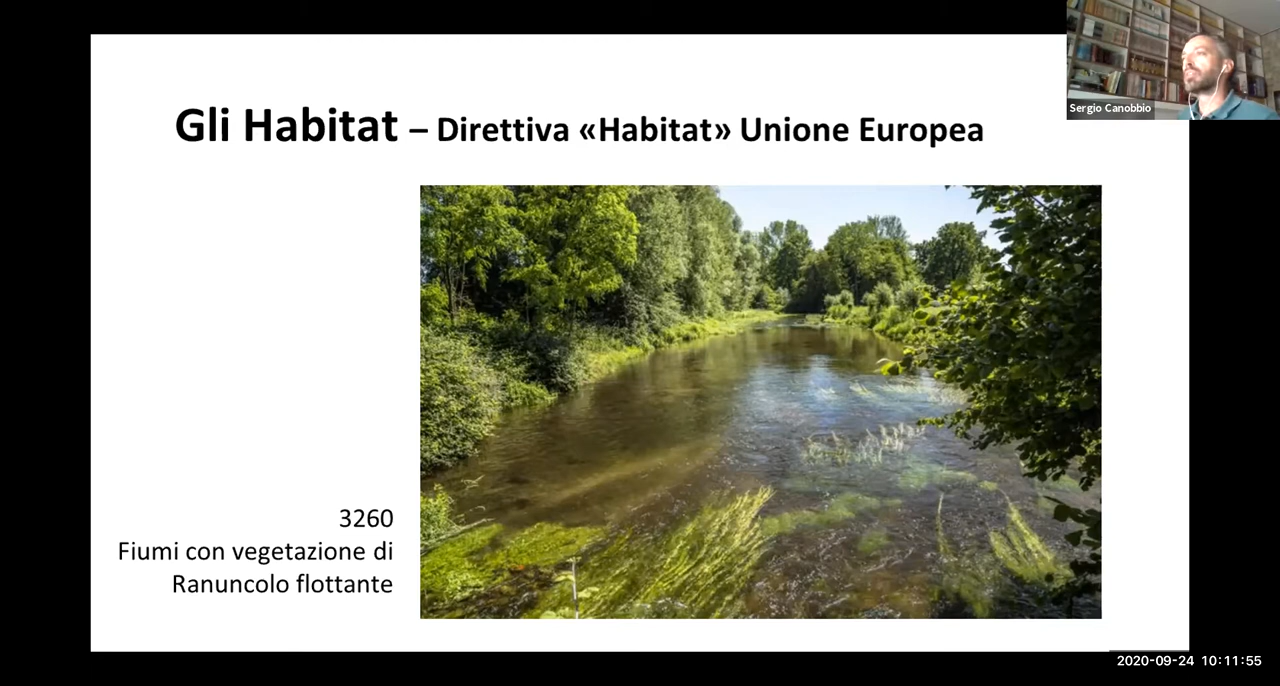 Sergio Canobbio
Gli Habitat – Direttiva «Habitat» Unione Europea
3260
Fiumi con vegetazione di
Ranuncolo flottante
2020-09-24 10:11:55